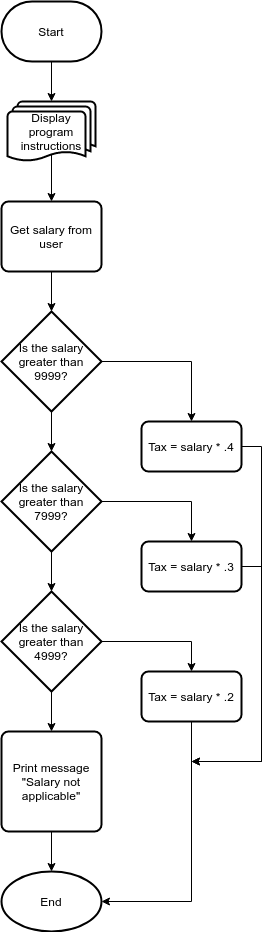 Start
Display
program
instructions
Get salary from
user
Is the salary
greater than
9999?
Tax = salary * .4
Is the salary
greater than
7999?
Tax = salary * .3
Is the salary
greater than
4999?
Tax = salary * .2
Print message
"Salary not
applicable"
End